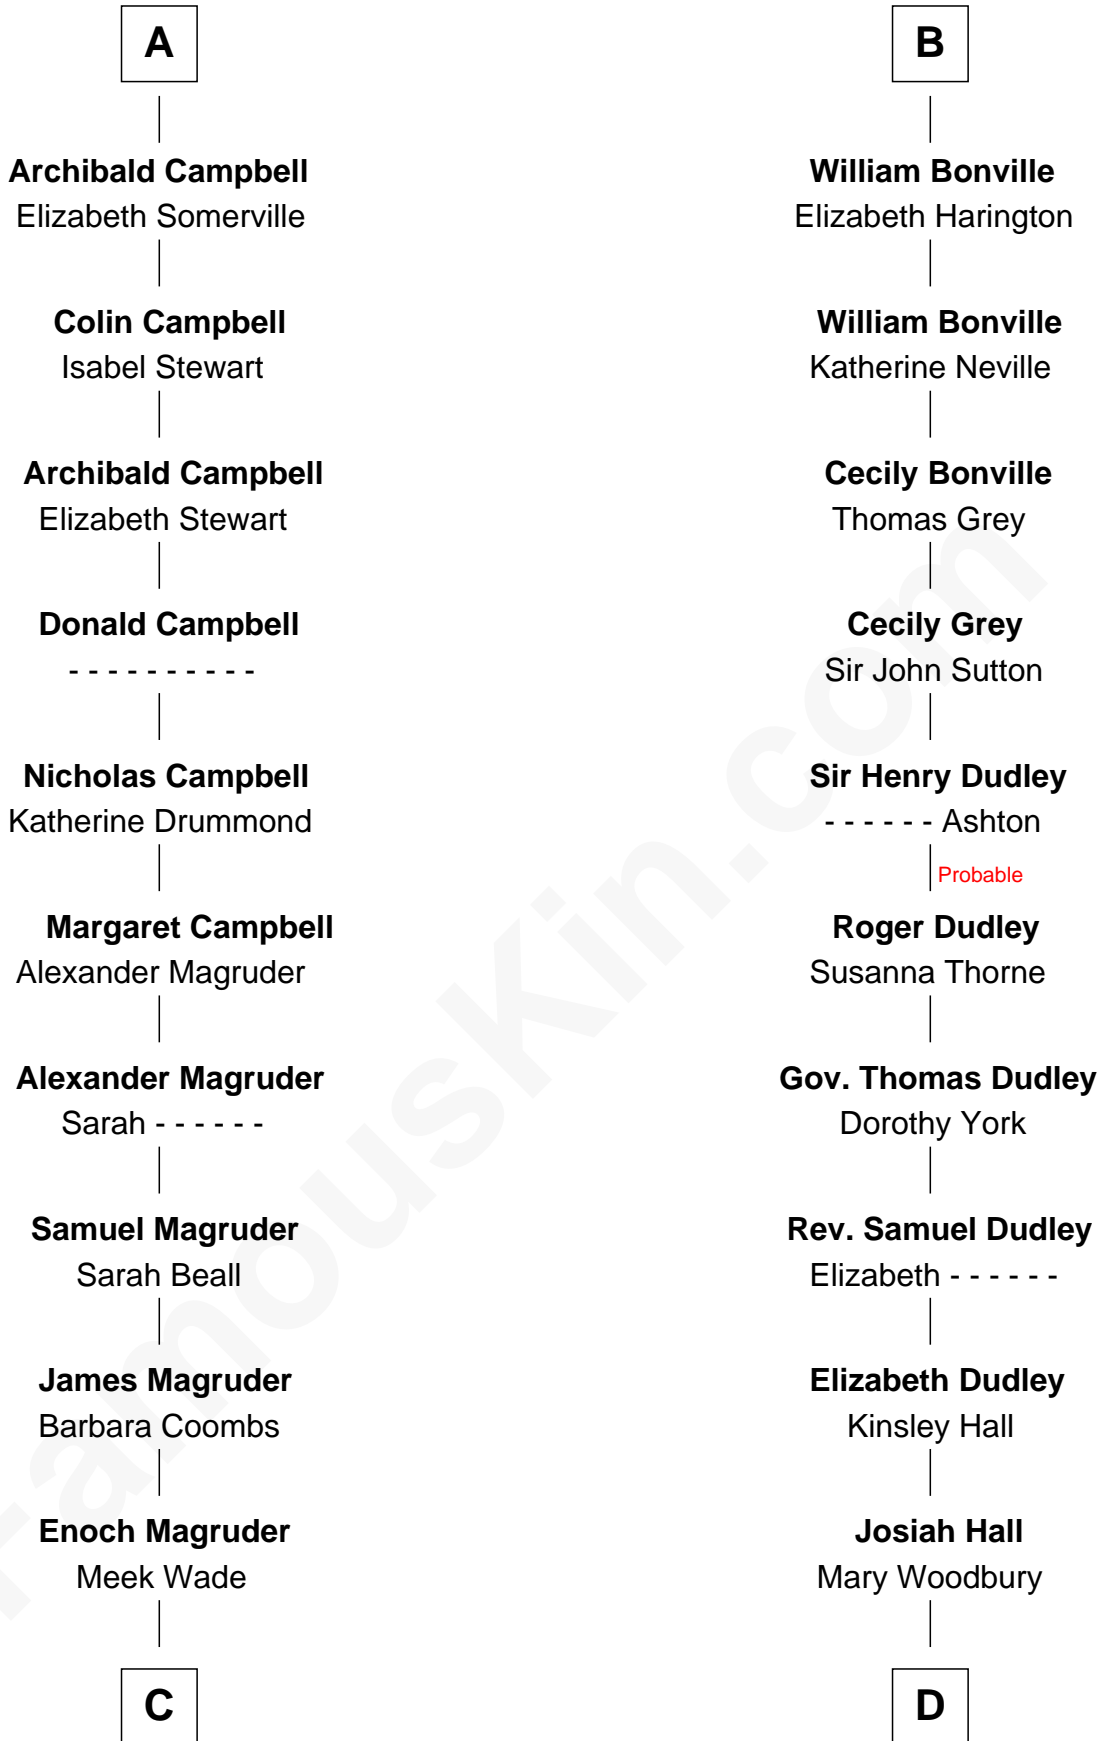 A
Archibald Campbell
Elizabeth Somerville
Colin Campbell
Isabel Stewart
Archibald Campbell
Elizabeth Stewart
Donald Campbell
- - - - - - - - - -
Nicholas Campbell
Katherine Drummond
Margaret Campbell
Alexander Magruder
Alexander Magruder
Sarah - - - - - -
Samuel Magruder
Sarah Beall
James Magruder
Barbara Coombs
Enoch Magruder
Meek Wade
C
B
William Bonville
Elizabeth Harington
William Bonville
Katherine Neville
Cecily Bonville
Thomas Grey
Cecily Grey
Sir John Sutton
Sir Henry Dudley
- - - - - - Ashton
Probable
Roger Dudley
Susanna Thorne
Gov. Thomas Dudley
Dorothy York
Rev. Samuel Dudley
Elizabeth - - - - - -
Elizabeth Dudley
Kinsley Hall
Josiah Hall
Mary Woodbury
D
FamousKin.com